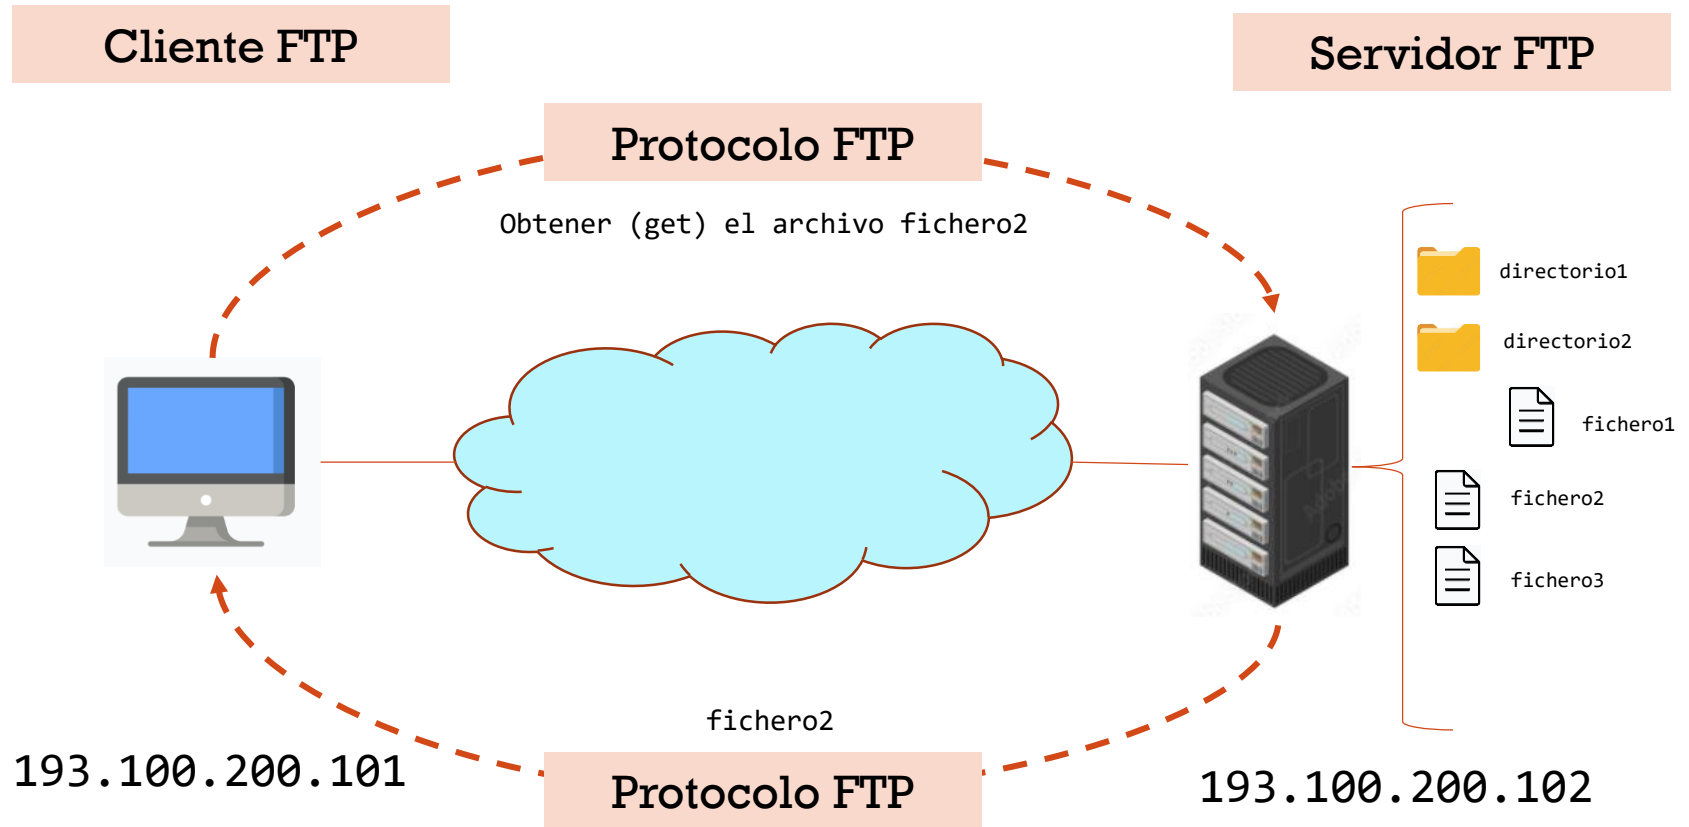 Cliente FTP
Servidor FTP
Protocolo FTP
Obtener (get) el archivo fichero2
directorio1
directorio2
fichero1
fichero2
fichero3
fichero2
193.100.200.101
Protocolo FTP
193.100.200.102